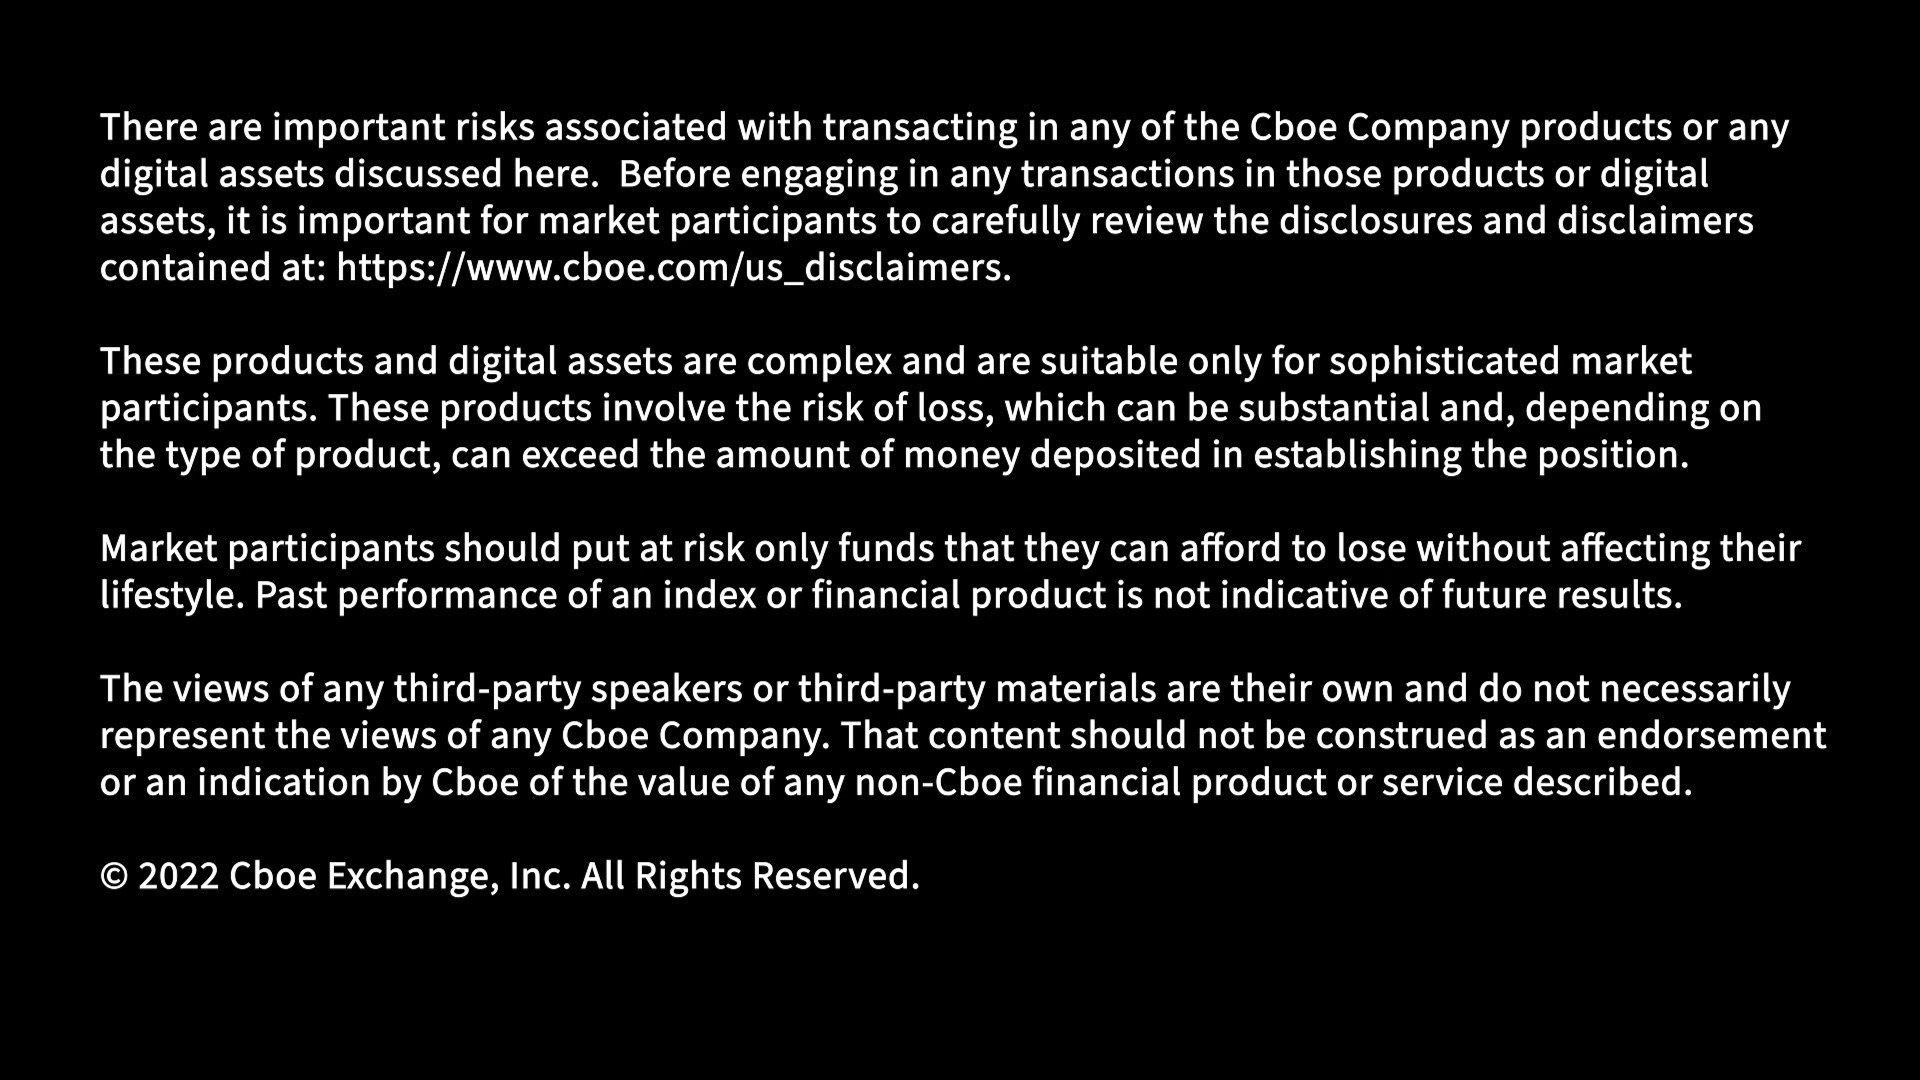 There are important risks associated with transacting in any of the Cboe Company products or any
digital assets discussed here.  Before engaging in any transactions in those products or digital
assets, it is important for market participants to carefully review the disclosures and disclaimers
contained at: https://www.cboe.com/us_disclaimers.
These products and digital assets are complex and are suitable only for sophisticated market
participants. These products involve the risk of loss, which can be substantial and, depending on
the type of product, can exceed the amount of money deposited in establishing the position.
Market participants should put at risk only funds that they can afford to lose without affecting their
lifestyle. Past performance of an index or financial product is not indicative of future results.
The views of any third-party speakers or third-party materials are their own and do not necessarily
represent the views of any Cboe Company. That content should not be construed as an endorsement
or an indication by Cboe of the value of any non-Cboe financial product or service described.
© 2022 Cboe Exchange, Inc. All Rights Reserved.